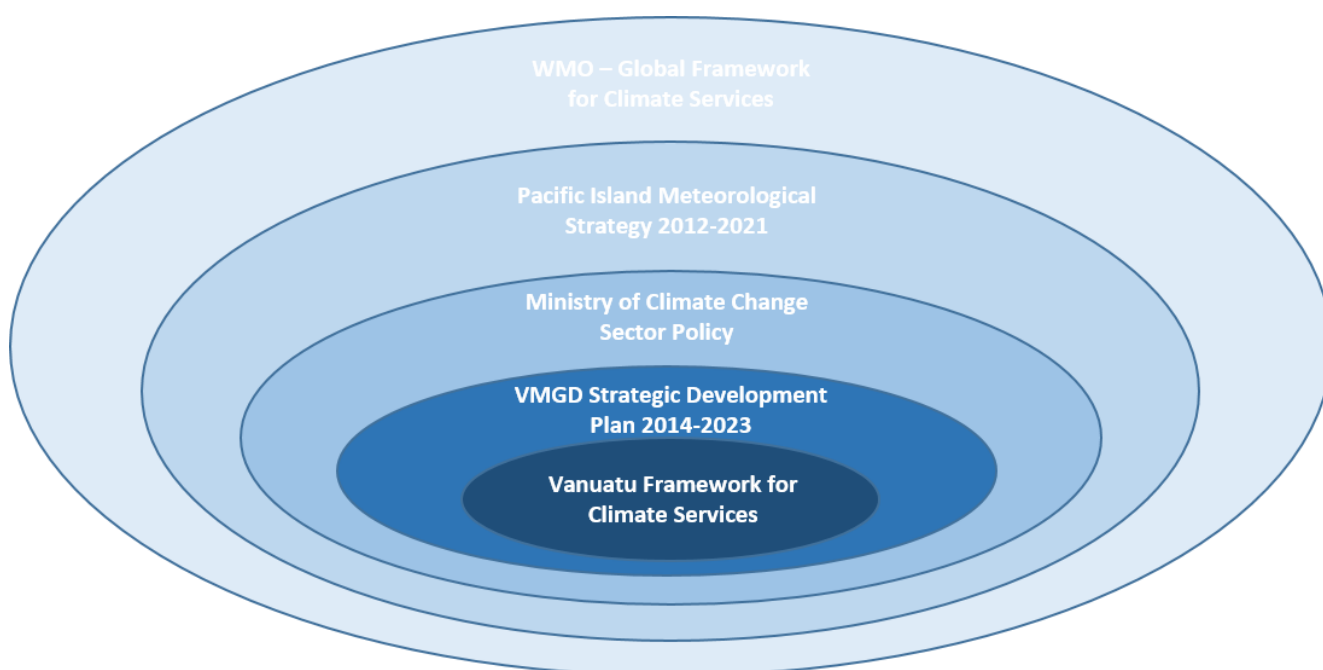 WMO – Global Framework
for Climate Services
Pacific Island Meteorological
Strategy 2012-2021
Ministry of Climate Change
Sector Policy
VMGD Strategic Development
Plan 2014-2023
Vanuatu Framework for
Climate Services